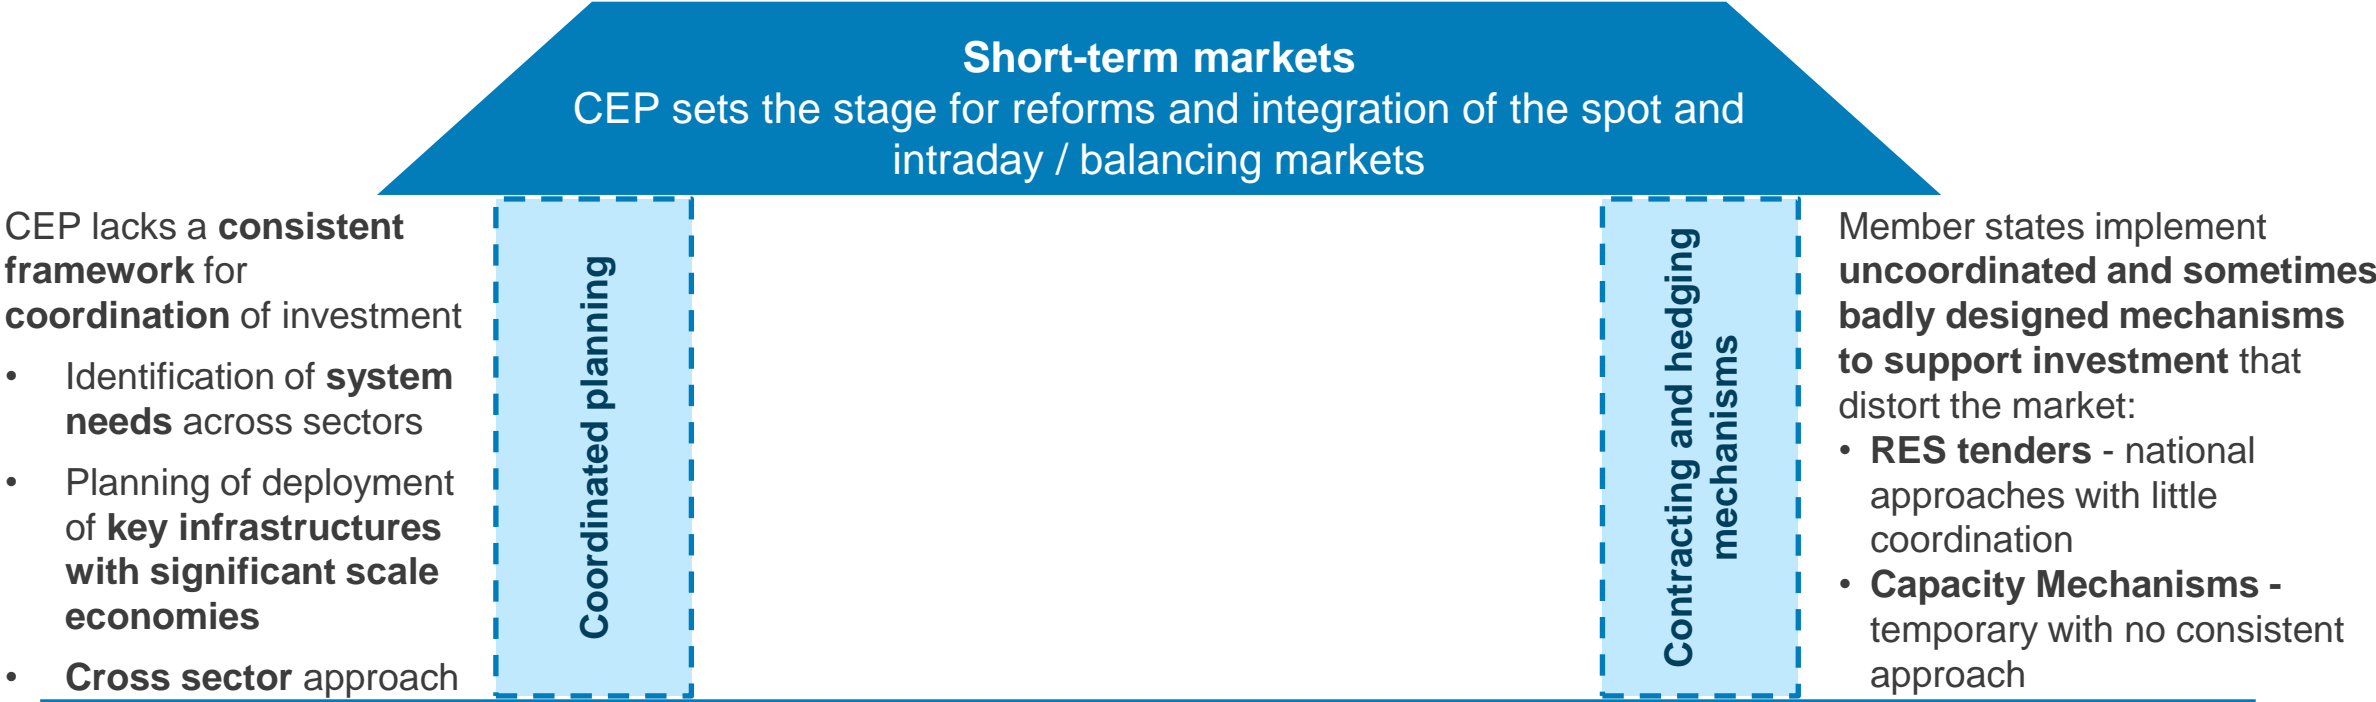 Short-term markets
CEP sets the stage for reforms and integration of the spot and
intraday / balancing markets
CEP lacks a consistent
framework for
coordination of investment
• Identification of system
needs across sectors
• Planning of deployment
of key infrastructures
with significant scale
economies
• Cross sector approach
Coordinated planning
Contracting and hedging
mechanisms
Member states implement
uncoordinated and sometimes
badly designed mechanisms
to support investment that
distort the market:
• RES tenders - national
approaches with little
coordination
• Capacity Mechanisms -
temporary with no consistent
approach